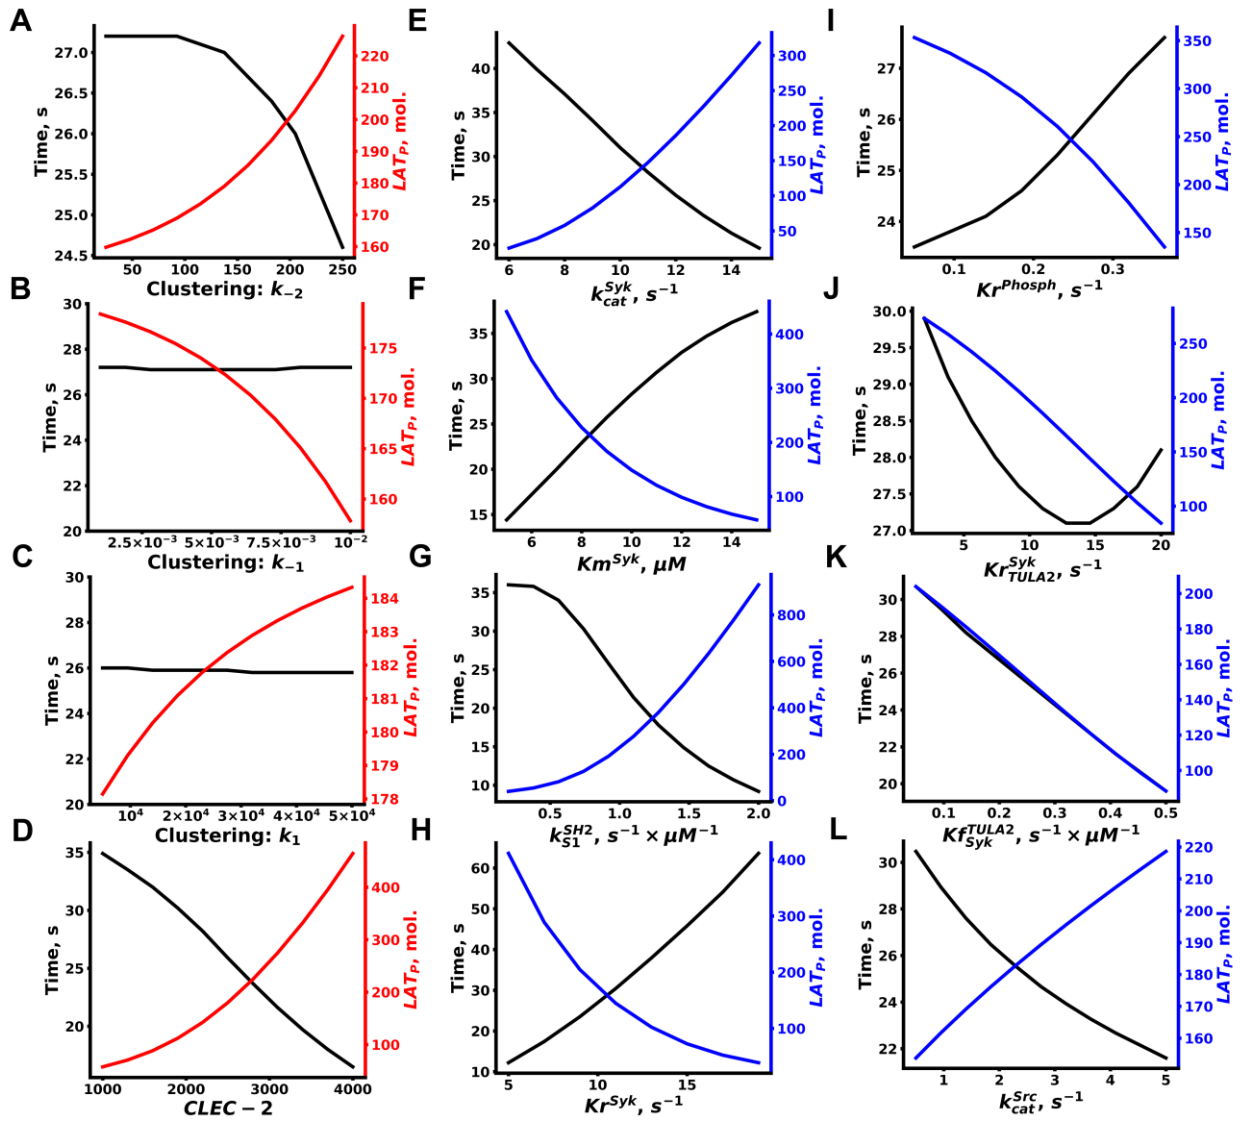 A
Time, s
27.0
26.5
26.0
25.5
25.0
24.5
220
210
200
190
180
170
160
LAT_P, mol.
50 100 150 200 250
Clustering: k_{−2}
B
Time, s
30
28
26
24
22
20
175
170
165
160
LAT_P, mol.
2.5×10⁻³ 5×10⁻³ 7.5×10⁻³ 10⁻²
Clustering: k_{−1}
C
Time, s
30
28
26
24
22
20
184
183
182
181
180
179
178
LAT_P, mol.
10⁴ 2×10⁴ 3×10⁴ 4×10⁴ 5×10⁴
Clustering: k_1
D
Time, s
35
30
25
20
400
300
200
100
LAT_P, mol.
1000 2000 3000 4000
CLEC − 2
E
Time, s
40
35
30
25
20
300
250
200
150
100
50
LAT_P, mol.
6 8 10 12 14
k_{cat}^{Syk}, s⁻¹
F
Time, s
35
30
25
20
15
400
300
200
100
LAT_P, mol.
6 8 10 12 14
Km^{Syk}, μM
G
Time, s
35
30
25
20
15
10
800
600
400
200
0
LAT_P, mol.
0.5 1.0 1.5 2.0
k_{S1}^{SH2}, s⁻¹ × μM⁻¹
H
Time, s
60
50
40
30
20
10
400
300
200
100
LAT_P, mol.
5 10 15
Kr^{Syk}, s⁻¹
I
Time, s
27
26
25
24
350
300
250
200
150
LAT_P, mol.
0.1 0.2 0.3
Kr^{Phosph}, s⁻¹
J
Time, s
30.0
29.5
29.0
28.5
28.0
27.5
27.0
250
200
150
100
LAT_P, mol.
5 10 15 20
Kr_{TULA2}^{Syk}, s⁻¹
K
Time, s
30
28
26
24
22
20
200
180
160
140
120
100
LAT_P, mol.
0.1 0.2 0.3 0.4 0.5
Kf_{Syk}^{TULA2}, s⁻¹ × μM⁻¹
L
Time, s
30
28
26
24
22
220
210
200
190
180
170
160
LAT_P, mol.
1 2 3 4 5
k_{cat}^{Src}, s⁻¹